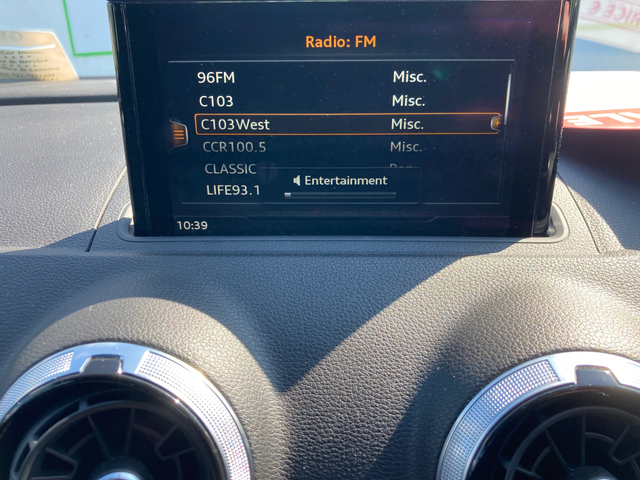 Radio: FM
96FM Misc.
C103 Misc.
C103West Misc.
CCR100.5 Misc.
CLASSIC
LIFE93.1
Entertainment
10:39